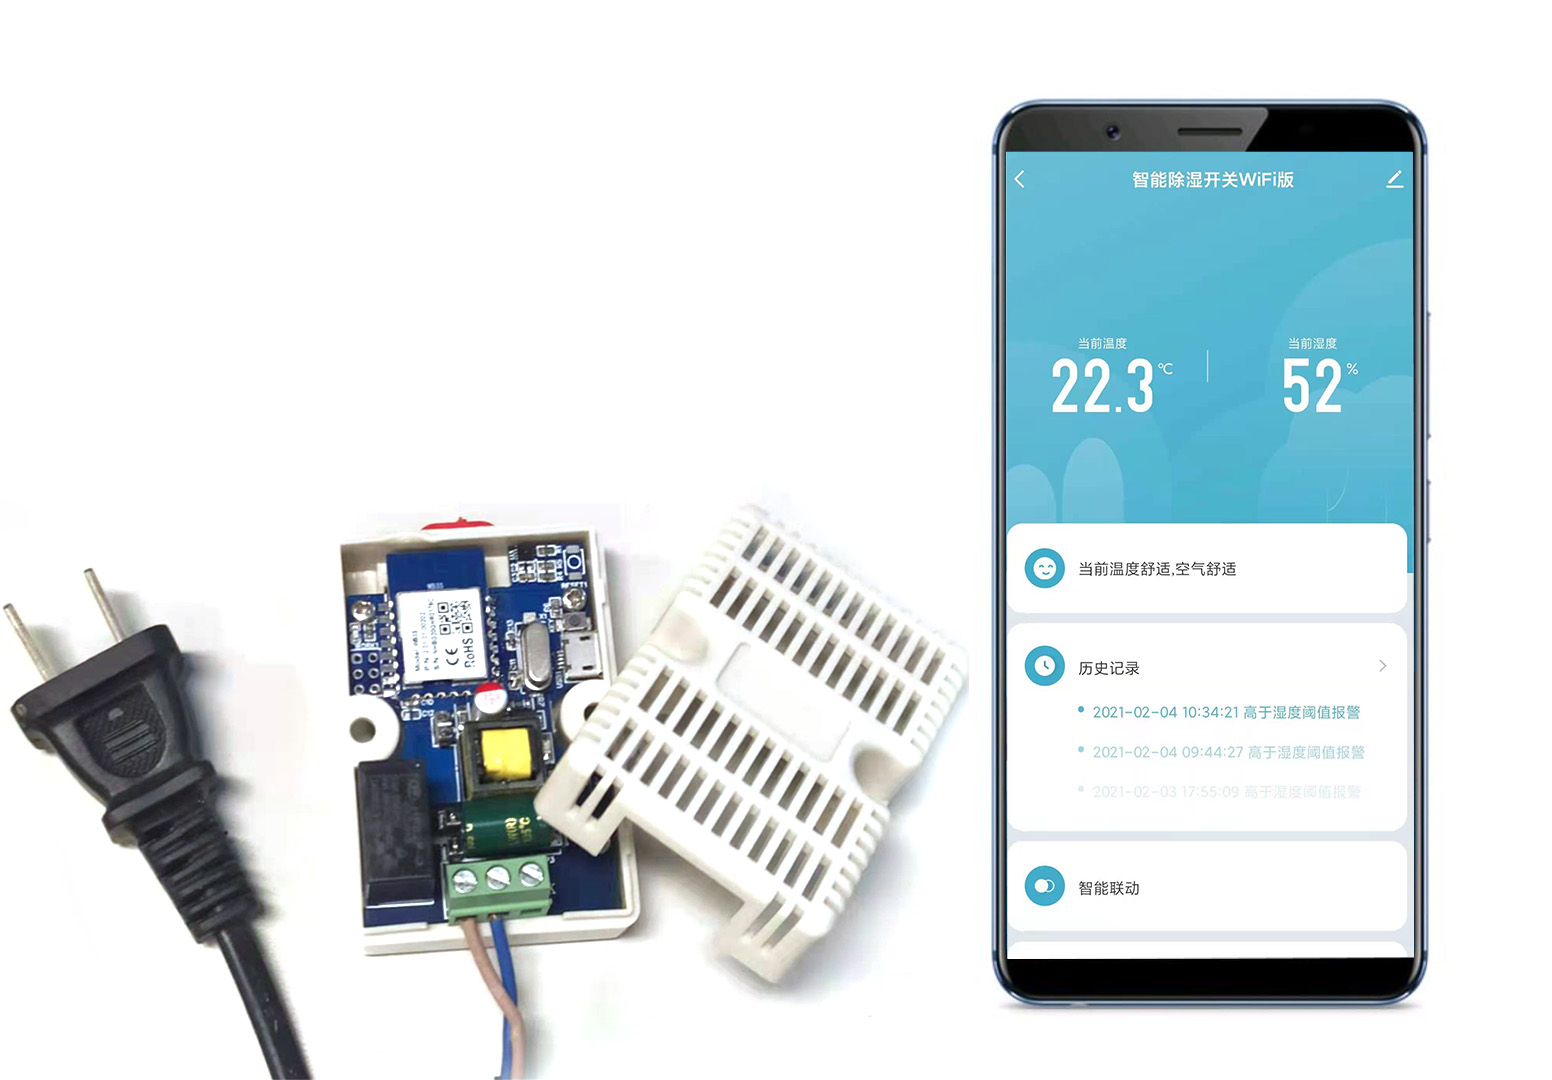 智能除湿开关WiFi版
当前温度
22.3℃
当前湿度
52%
当前温度舒适,空气舒适
历史记录
2021-02-04 10:34:21 高于湿度阈值报警
2021-02-04 09:44:27 高于湿度阈值报警
2021-02-03 17:55:09 高于湿度阈值报警
智能联动
WB3S
Model: WB3S
CE
RoHS
RESET1